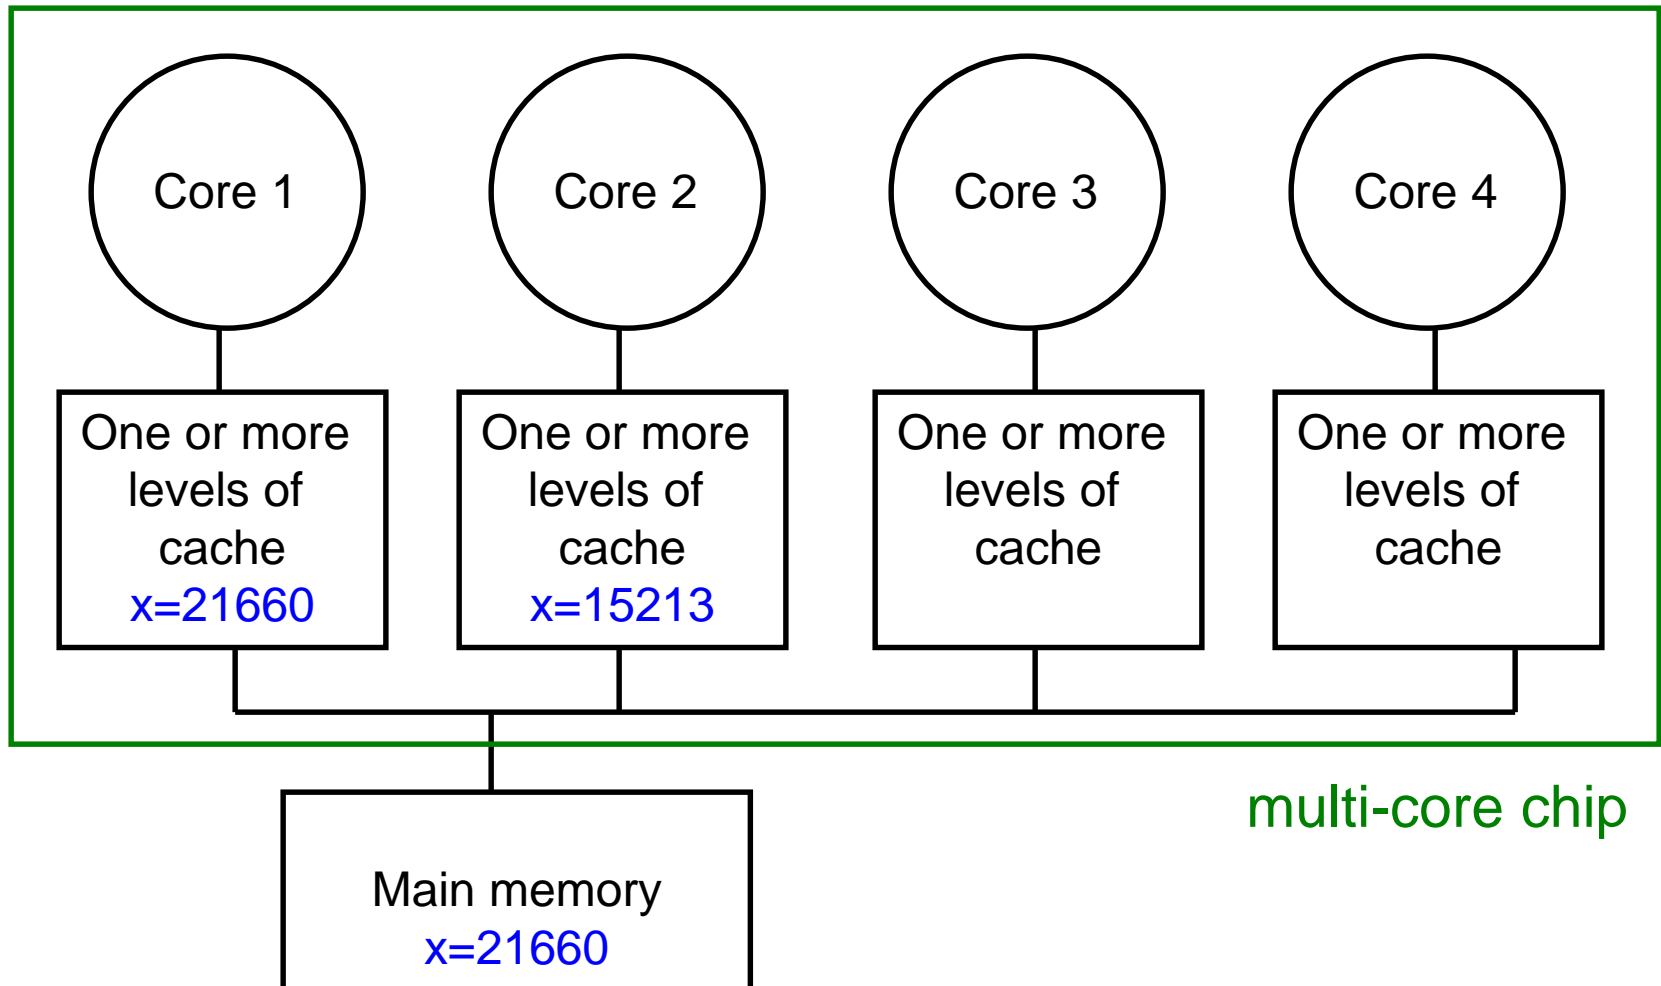 Core 1
Core 2
Core 3
Core 4
One or more
levels of
cache
x=21660
One or more
levels of
cache
x=15213
One or more
levels of
cache
One or more
levels of
cache
multi-core chip
Main memory
x=21660